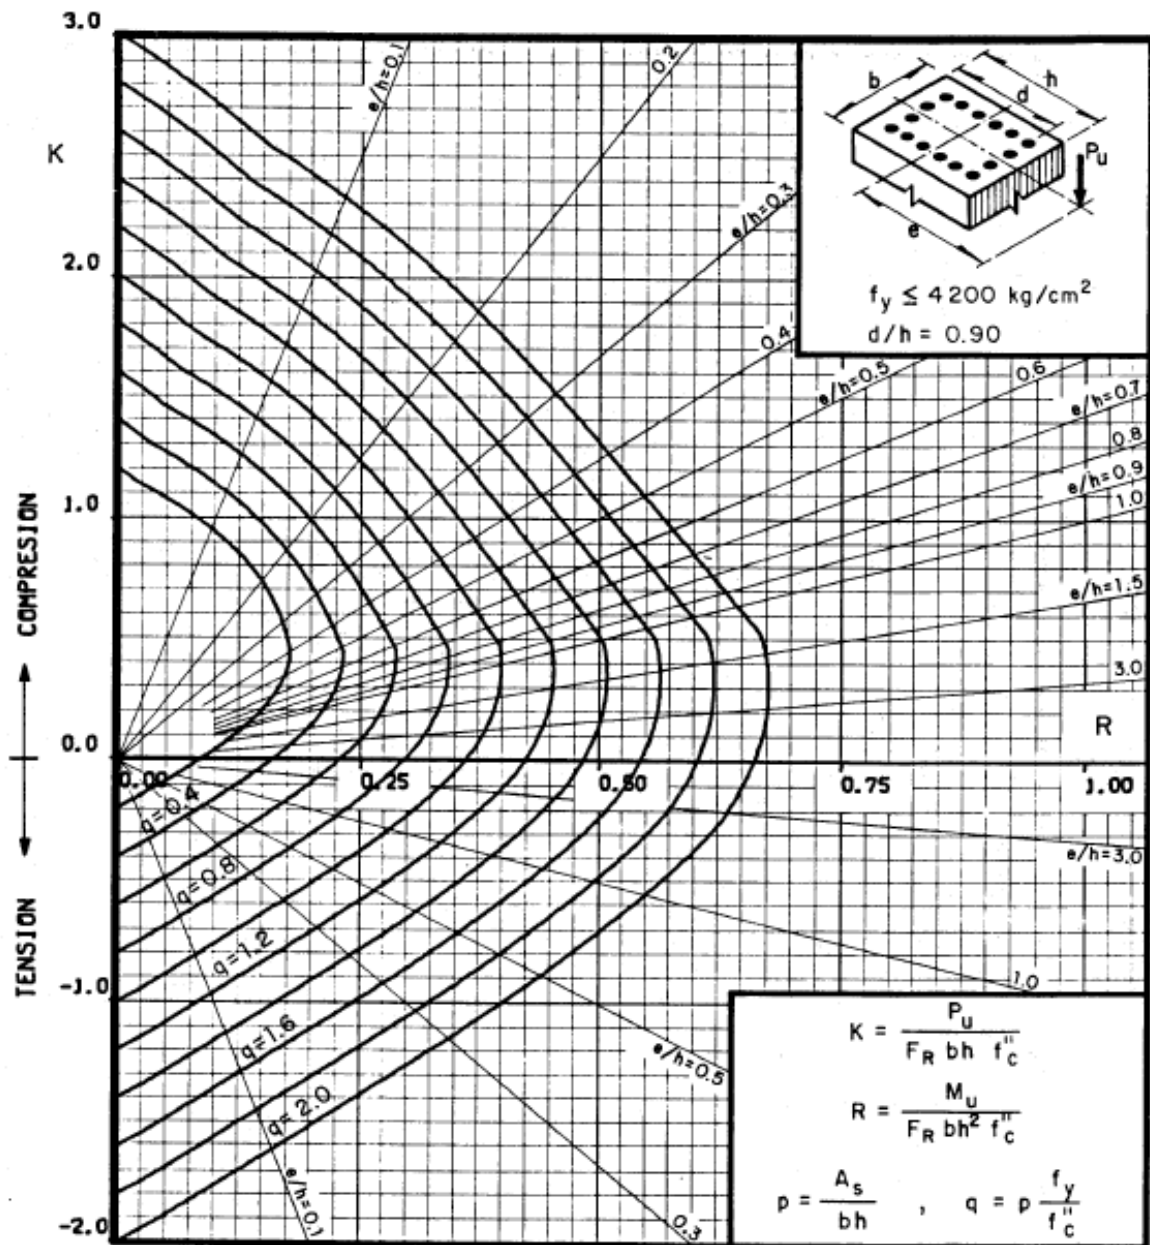 3.0
K
2.0
1.0
0.0
-1.0
-2.0
COMPRESION
TENSION
e/h=0.1
0.2
e/h=0.3
0.4
e/h=0.5
0.6
e/h=0.7
0.8
e/h=0.9
1.0
e/h=1.5
3.0
R
b
d
h
Pu
e
fy ≤ 4200 kg/cm²
d/h = 0.90
0.00
0.25
0.50
0.75
1.00
q=0.4
q=0.8
q=1.2
q=1.6
q=2.0
e/h=3.0
1.0
e/h=0.5
0.3
e/h=0.1
K = Pu / FR bh f''c
R = Mu / FR bh² f''c
p = As / bh , q = p fy / f''c